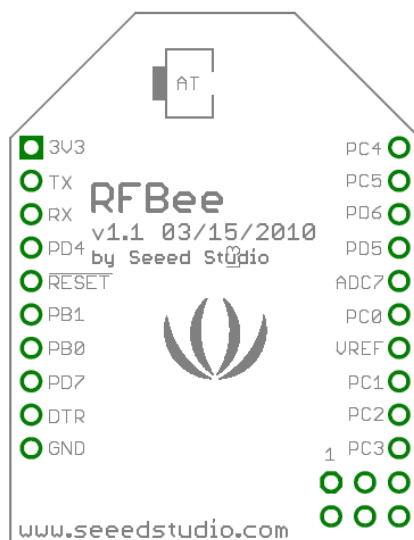 AT
3V3
TX
RX
PD4
RESET
PB1
PB0
PD7
DTR
GND
RFBee
v1.1 03/15/2010
by Seeed Studio
PC4
PC5
PD6
PD5
ADC7
PC0
VREF
PC1
PC2
PC3
1
www.seeedstudio.com